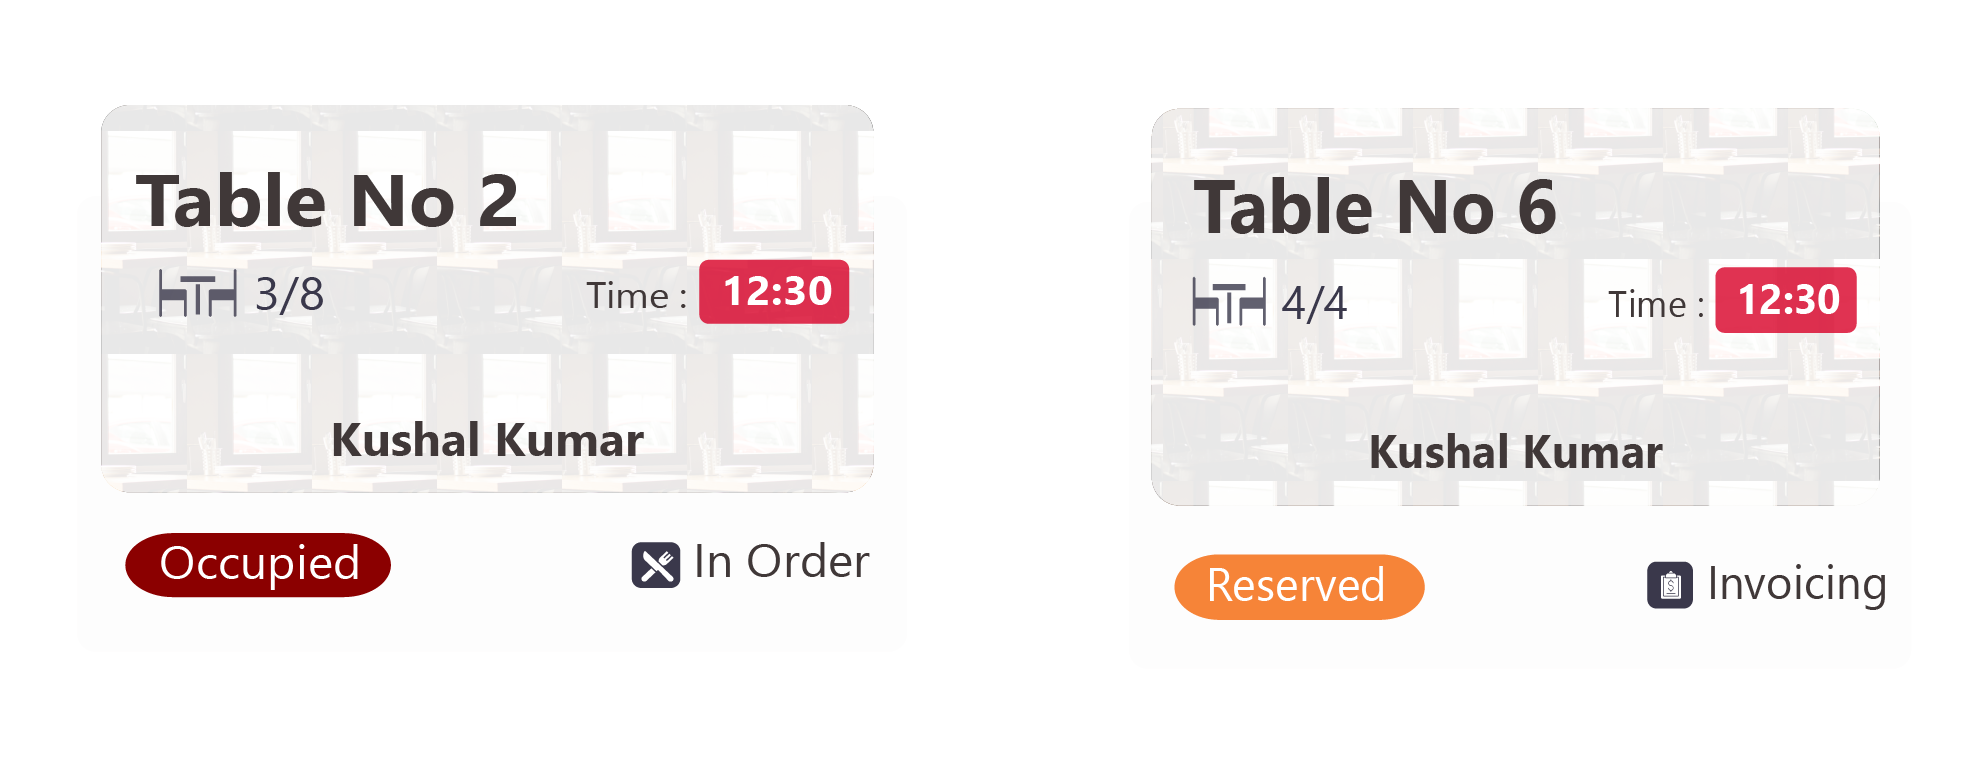 Table No 2
3/8
Time : 12:30
Kushal Kumar
Occupied
In Order
Table No 6
4/4
Time : 12:30
Kushal Kumar
Reserved
Invoicing